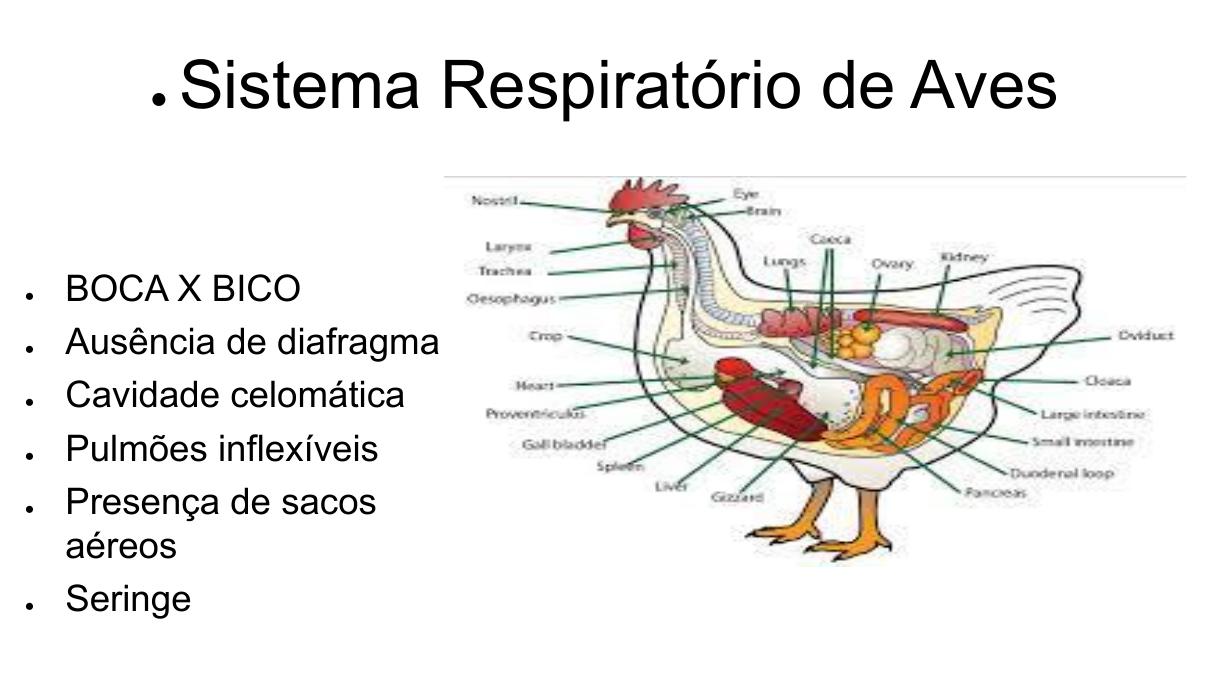 Sistema Respiratório de Aves
BOCA X BICO
Ausência de diafragma
Cavidade celomática
Pulmões inflexíveis
Presença de sacos
aéreos
Seringe
Nostril
Eye
Brain
Larynx
Trachea
Oesophagus
Crop
Heart
Proventriculus
Gall bladder
Spleen
Liver
Gizzard
Lungs
Caeca
Ovary
Kidney
Oviduct
Cloaca
Large intestine
Small intestine
Duodenal loop
Pancreas